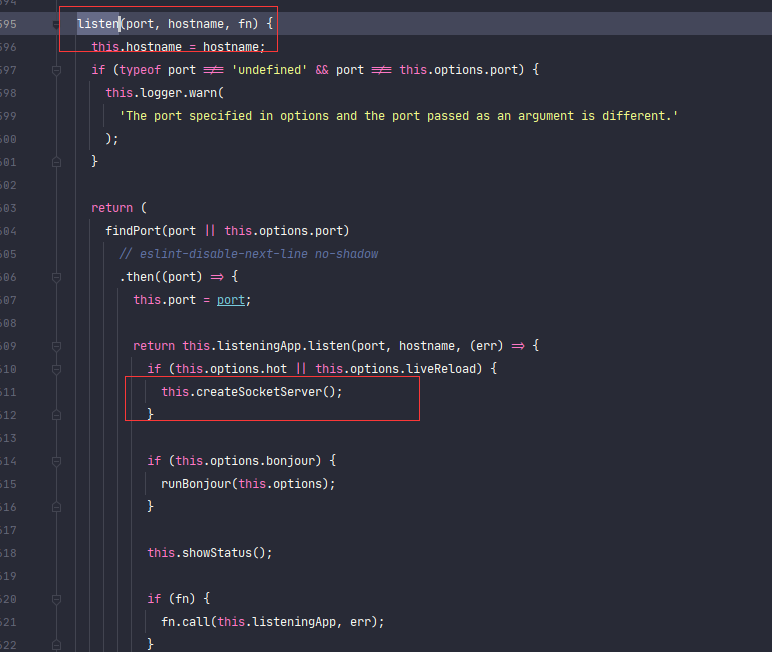 594
595 listen(port, hostname, fn) {
596 this.hostname = hostname;
597 if (typeof port !== 'undefined' && port !== this.options.port) {
598 this.logger.warn(
599 'The port specified in options and the port passed as an argument is different.'
600 );
601 }
602
603 return (
604 findPort(port || this.options.port)
605 // eslint-disable-next-line no-shadow
606 .then((port) => {
607 this.port = port;
608
609 return this.listeningApp.listen(port, hostname, (err) => {
610 if (this.options.hot || this.options.liveReload) {
611 this.createSocketServer();
612 }
613
614 if (this.options.bonjour) {
615 runBonjour(this.options);
616 }
617
618 this.showStatus();
619
620 if (fn) {
621 fn.call(this.listeningApp, err);
622 }